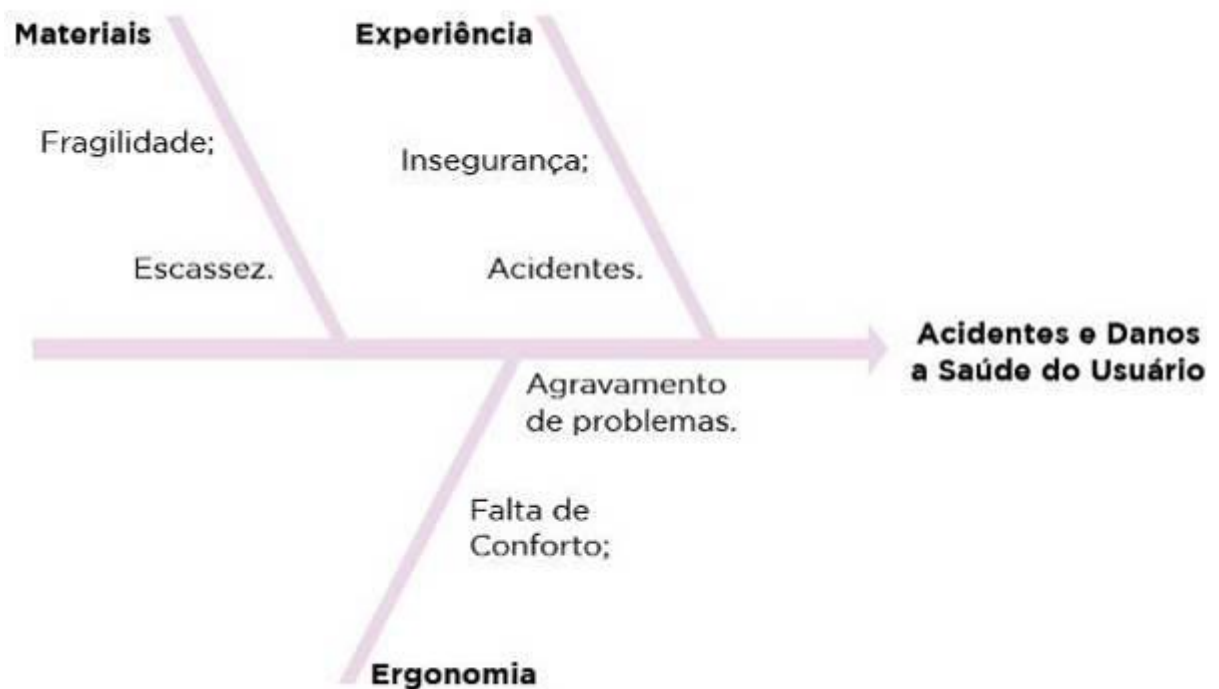 Materiais
Experiência
Fragilidade;
Insegurança;
Escassez.
Acidentes.
Acidentes e Danos
a Saúde do Usuário
Agravamento
de problemas.
Falta de
Conforto;
Ergonomia